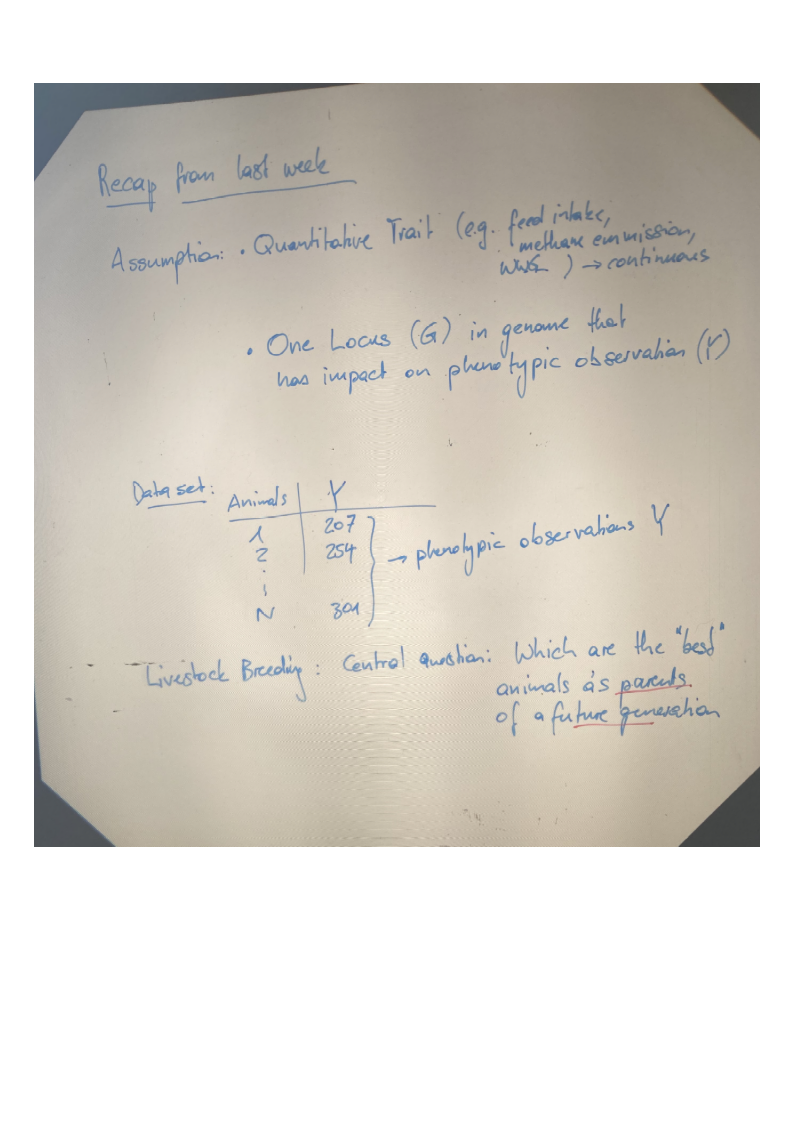 Recap from last week
Assumption: • Quantitative Trait (e.g. feed intake,
methane emmission,
) → continuous
• One Locus (G) in genome that
has impact on phenotypic observation (Y)
Data set: Animals | Y
1 207
2 254
N 301
→ phenotypic observations Y
Livestock Breeding: Central question: Which are the "best"
animals as parents
of a future generation